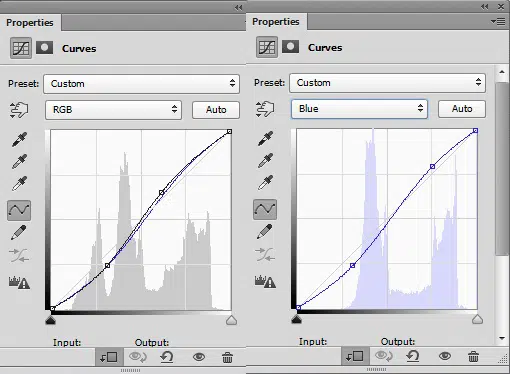 Properties
Curves
Preset: Custom
RGB
Auto
Input:
Output:
Properties
Curves
Preset: Custom
Blue
Auto
Input:
Output: